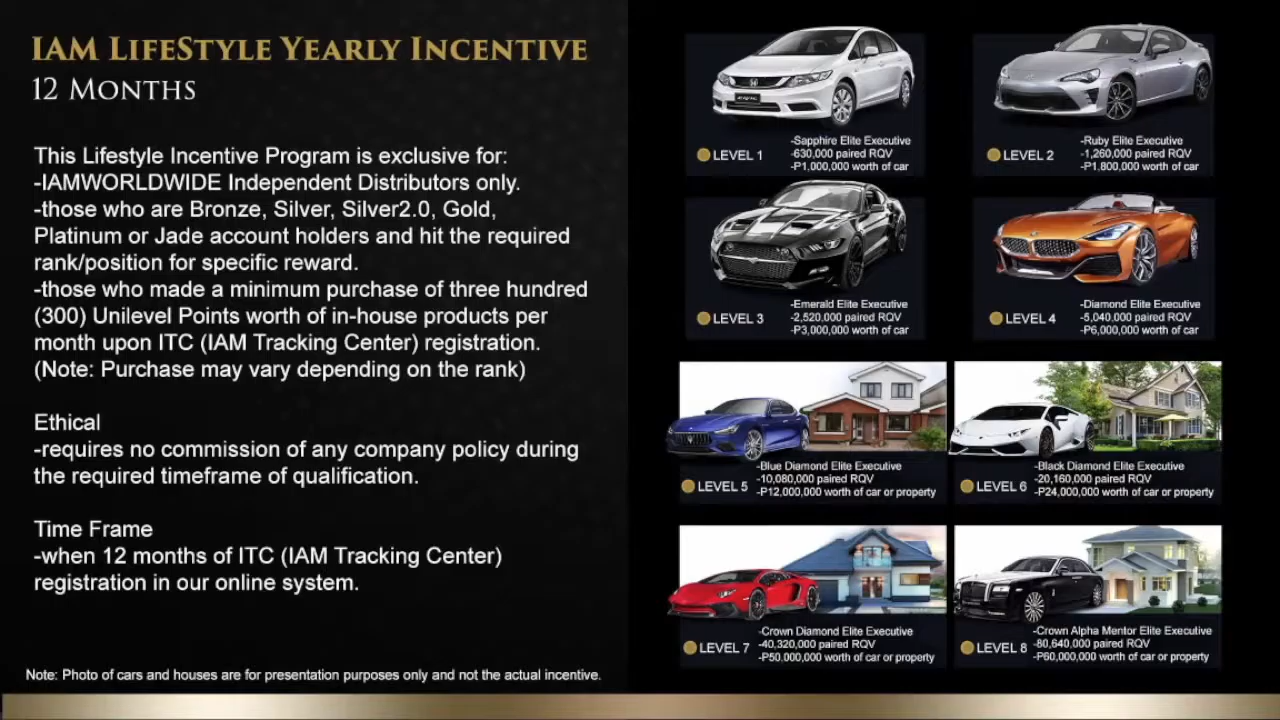 IAM LIFESTYLE YEARLY INCENTIVE
12 MONTHS
This Lifestyle Incentive Program is exclusive for:
-IAMWORLDWIDE Independent Distributors only.
-those who are Bronze, Silver, Silver2.0, Gold,
Platinum or Jade account holders and hit the required
rank/position for specific reward.
-those who made a minimum purchase of three hundred
(300) Unilevel Points worth of in-house products per
month upon ITC (IAM Tracking Center) registration.
(Note: Purchase may vary depending on the rank)
Ethical
-requires no commission of any company policy during
the required timeframe of qualification.
Time Frame
-when 12 months of ITC (IAM Tracking Center)
registration in our online system.
Note: Photo of cars and houses are for presentation purposes only and not the actual incentive.
LEVEL 1
-Sapphire Elite Executive
-630,000 paired RQV
-P1,000,000 worth of car
LEVEL 2
-Ruby Elite Executive
-1,260,000 paired RQV
-P1,800,000 worth of car
LEVEL 3
-Emerald Elite Executive
-2,520,000 paired RQV
-P3,000,000 worth of car
LEVEL 4
-Diamond Elite Executive
-5,040,000 paired RQV
-P6,000,000 worth of car
LEVEL 5
-Blue Diamond Elite Executive
-10,080,000 paired RQV
-P12,000,000 worth of car or property
LEVEL 6
-Black Diamond Elite Executive
-20,160,000 paired RQV
-P24,000,000 worth of car or property
LEVEL 7
-Crown Diamond Elite Executive
-40,320,000 paired RQV
-P50,000,000 worth of car or property
LEVEL 8
-Crown Alpha Mentor Elite Executive
-80,640,000 paired RQV
-P60,000,000 worth of car or property